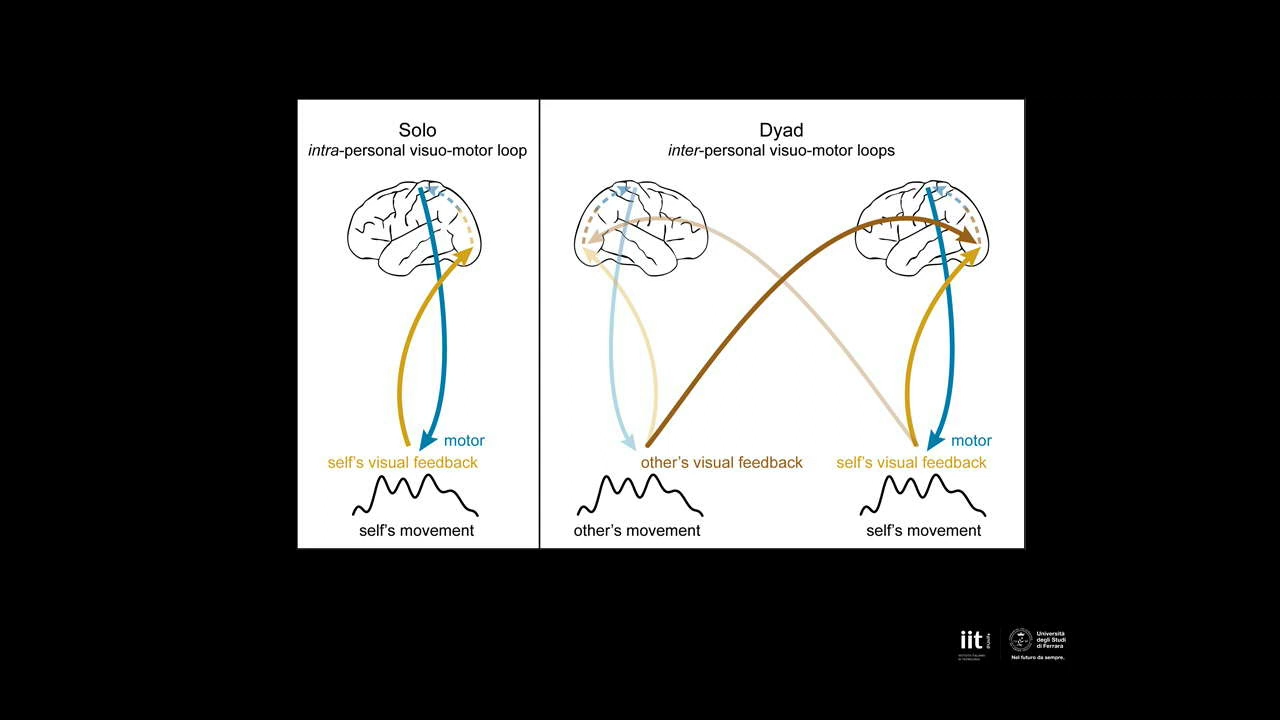 Solo
intra-personal visuo-motor loop
motor
self's visual feedback
self's movement
Dyad
inter-personal visuo-motor loops
motor
other's visual feedback
self's visual feedback
other's movement
self's movement
iit
Università
degli Studi
di Ferrara
Nel futuro da sempre.